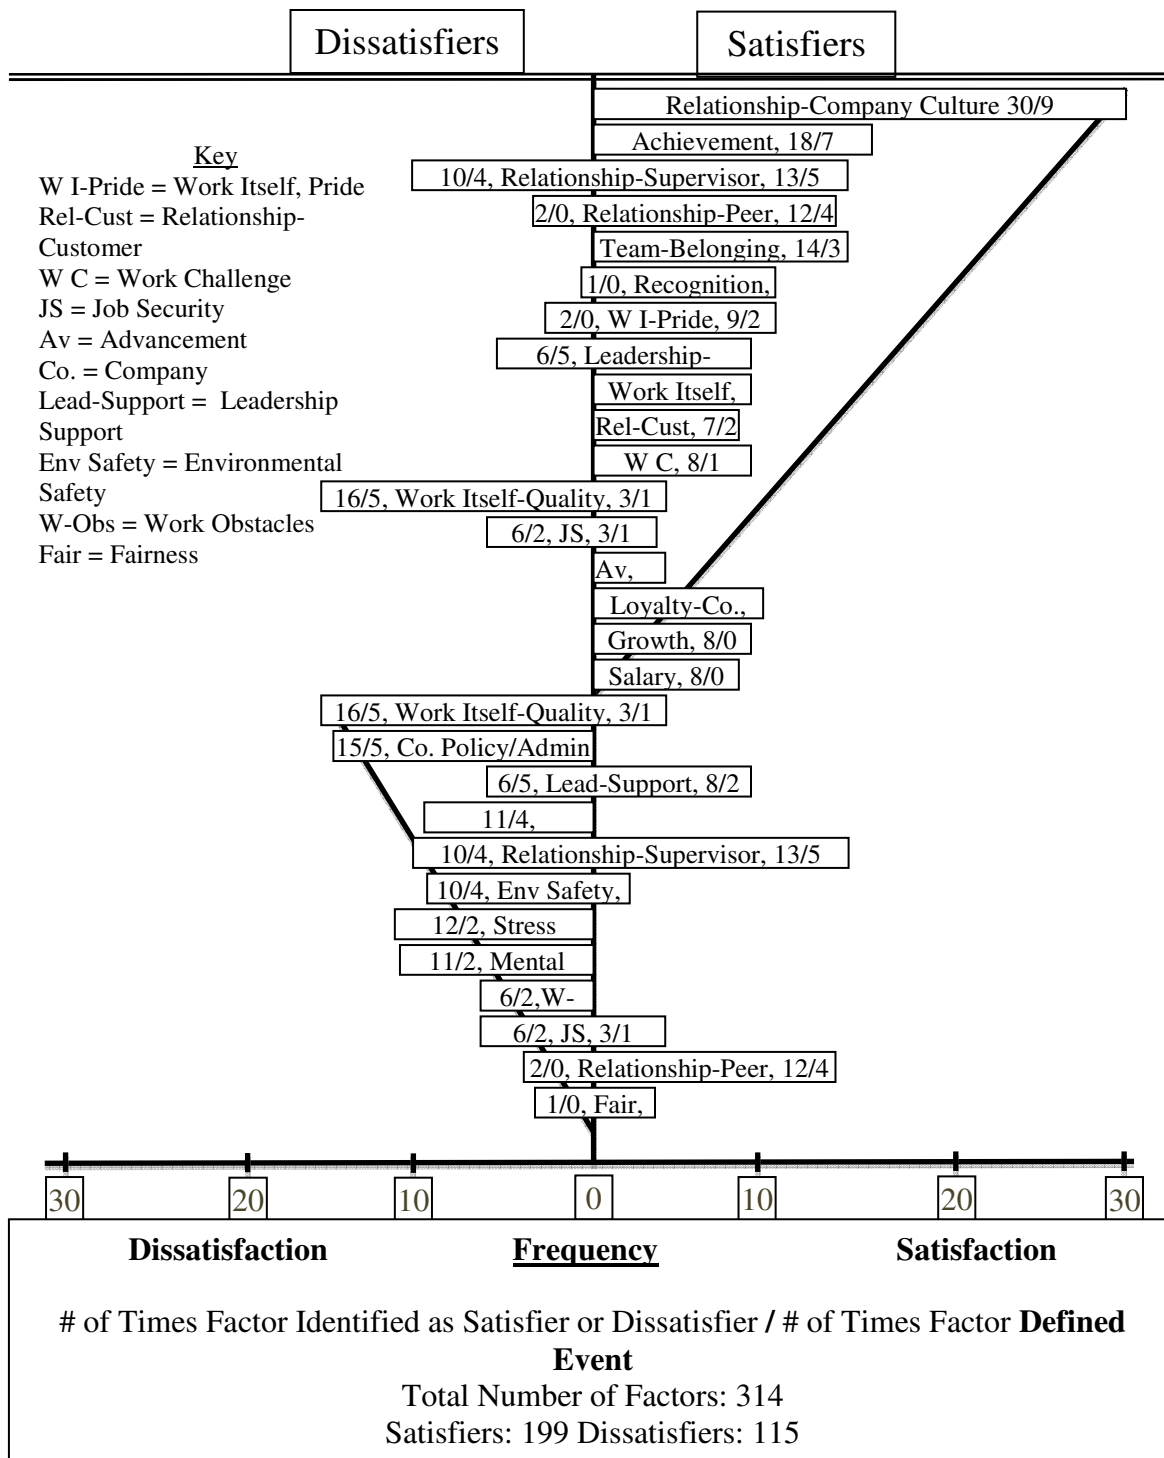 Dissatisfiers
Satisfiers
Relationship-Company Culture 30/9
Achievement, 18/7
10/4, Relationship-Supervisor, 13/5
2/0, Relationship-Peer, 12/4
Team-Belonging, 14/3
1/0, Recognition,
2/0, W I-Pride, 9/2
6/5, Leadership-
Work Itself,
Rel-Cust, 7/2
W C, 8/1
16/5, Work Itself-Quality, 3/1
6/2, JS, 3/1
Av,
Loyalty-Co.,
Growth, 8/0
Salary, 8/0
16/5, Work Itself-Quality, 3/1
15/5, Co. Policy/Admin
6/5, Lead-Support, 8/2
11/4,
10/4, Relationship-Supervisor, 13/5
10/4, Env Safety,
12/2, Stress
11/2, Mental
6/2,W-
6/2, JS, 3/1
2/0, Relationship-Peer, 12/4
1/0, Fair,
Key
W I-Pride = Work Itself, Pride
Rel-Cust = Relationship-
Customer
W C = Work Challenge
JS = Job Security
Av = Advancement
Co. = Company
Lead-Support = Leadership
Support
Env Safety = Environmental
Safety
W-Obs = Work Obstacles
Fair = Fairness
30 20 10 0 10 20 30
Dissatisfaction Frequency Satisfaction
# of Times Factor Identified as Satisfier or Dissatisfier / # of Times Factor Defined
Event
Total Number of Factors: 314
Satisfiers: 199 Dissatisfiers: 115